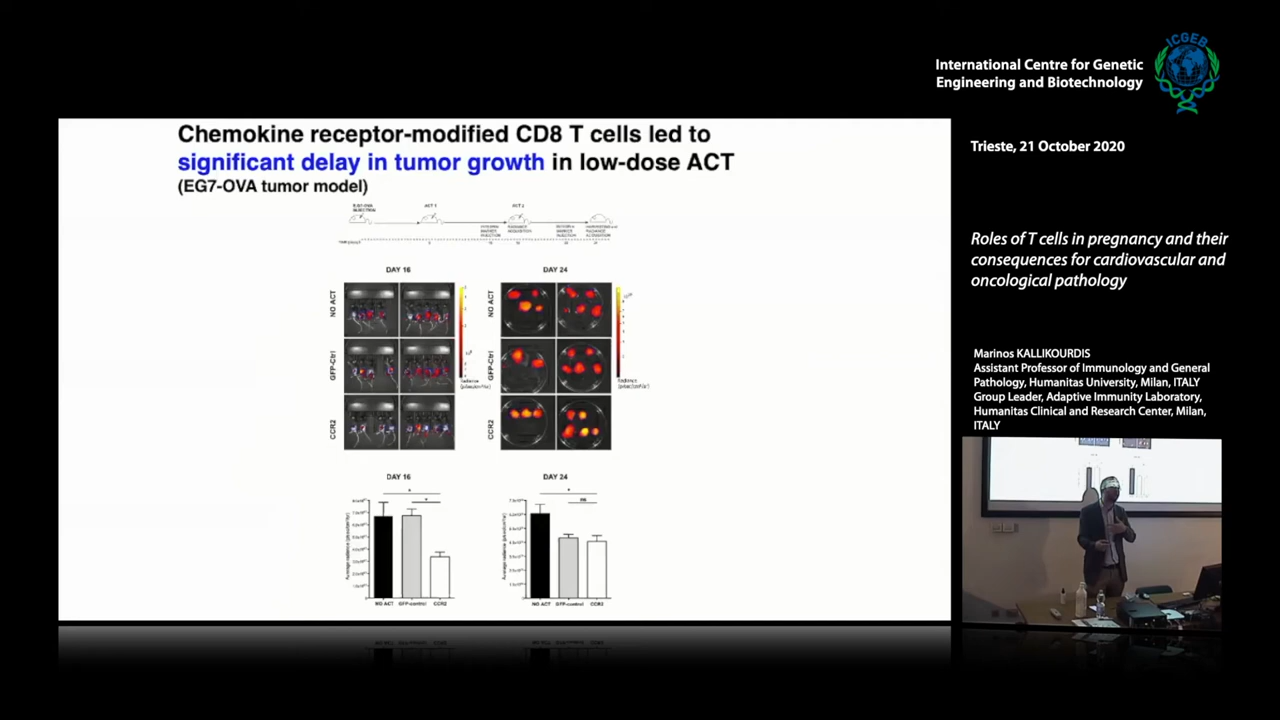 International Centre for Genetic
Engineering and Biotechnology
ICGEB
Trieste, 21 October 2020
Roles of T cells in pregnancy and their
consequences for cardiovascular and
oncological pathology
Marinos KALLIKOURDIS
Assistant Professor of Immunology and General
Pathology, Humanitas University, Milan, ITALY
Group Leader, Adaptive Immunity Laboratory,
Humanitas Clinical and Research Center, Milan,
ITALY
Chemokine receptor-modified CD8 T cells led to
significant delay in tumor growth in low-dose ACT
(EG7-OVA tumor model)
ACT 1
DAY 16
DAY 24
NO ACT
NO ACT
GFP-Ctrl
GFP-Ctrl
CCR2
CCR2
DAY 16
DAY 24
*
*
*
ns
NO ACT GFP-control CCR2
NO ACT GFP-control CCR2